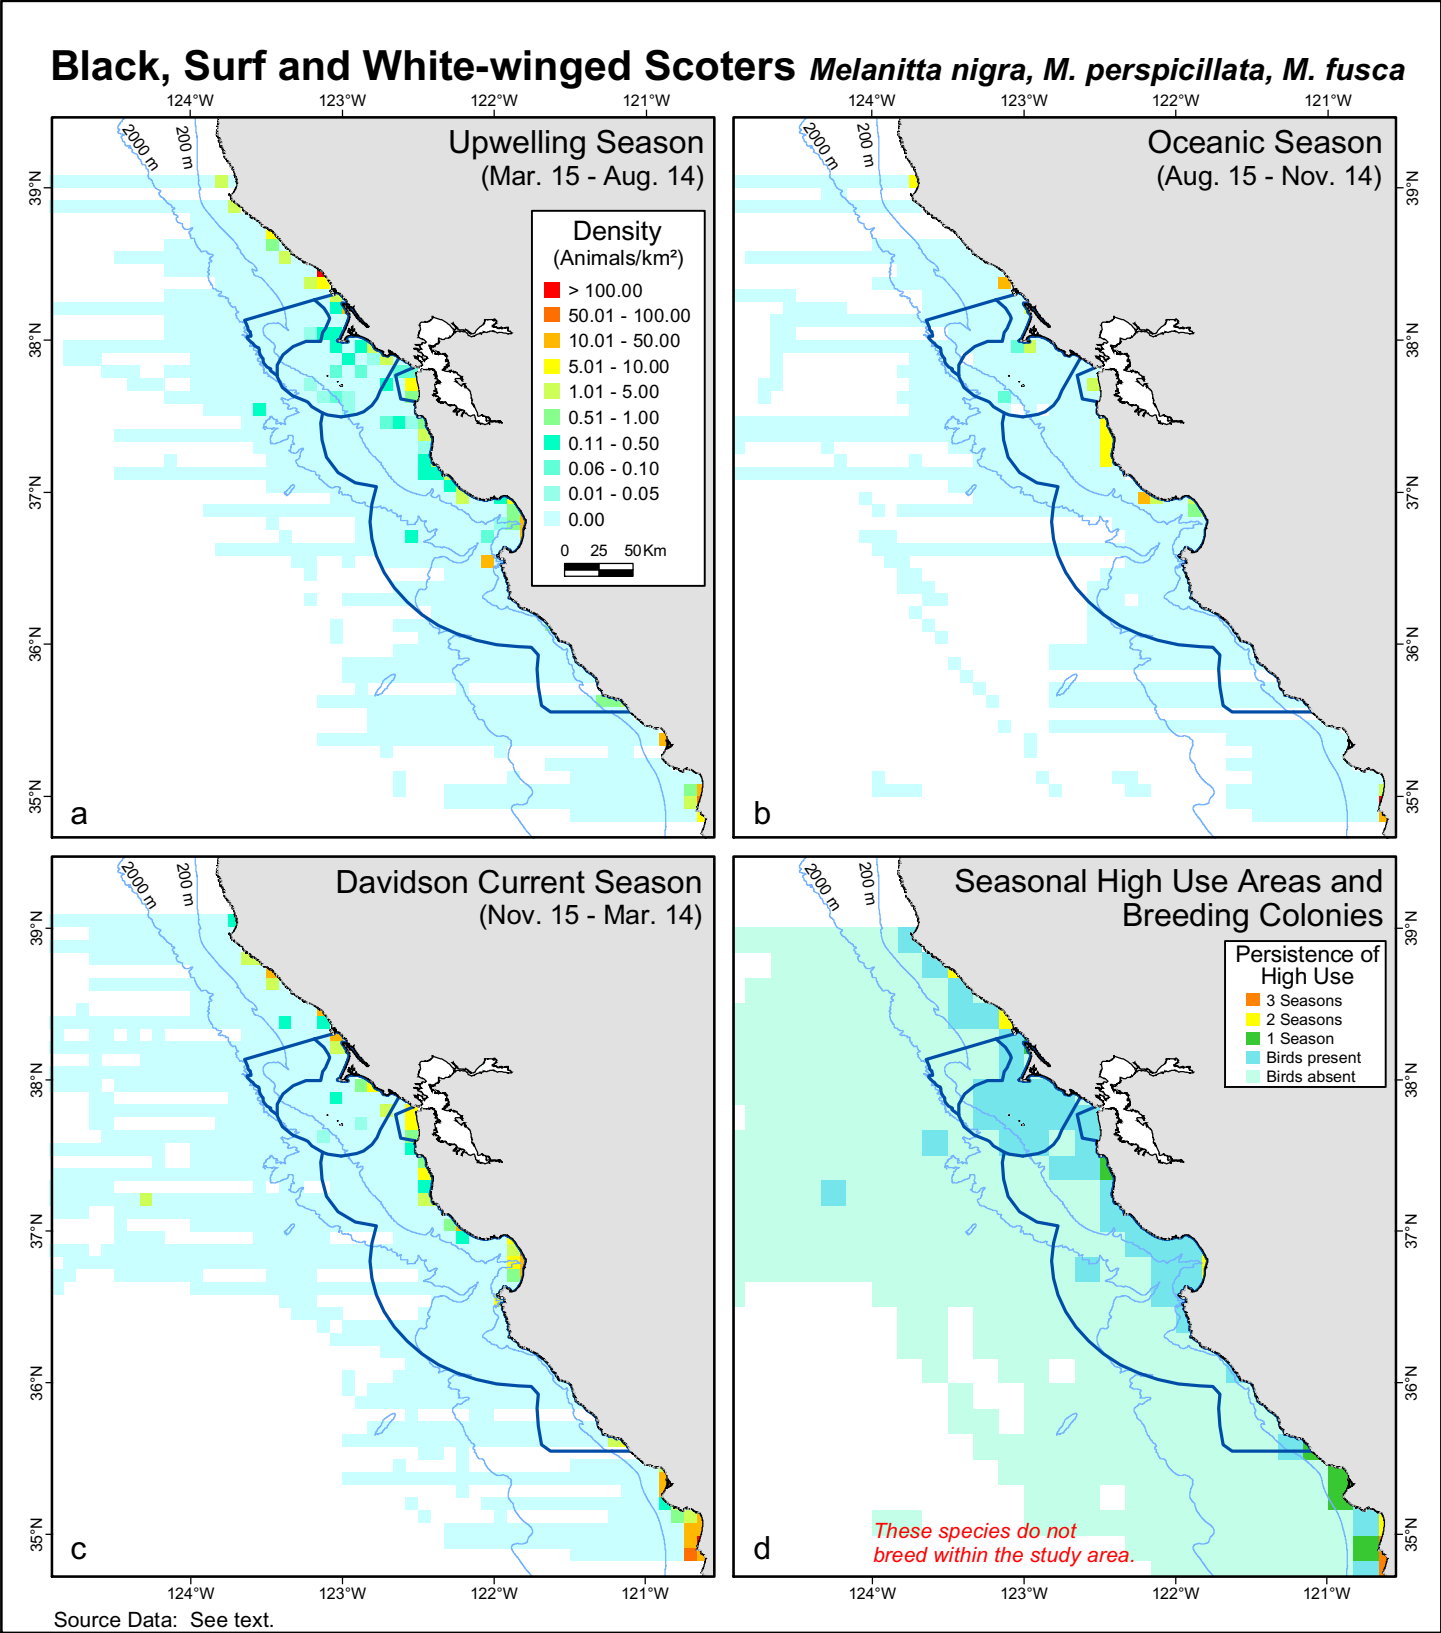 Black, Surf and White-winged Scoters Melanitta nigra, M. perspicillata, M. fusca
124°W 123°W 122°W 121°W 124°W 123°W 122°W 121°W
2000 m 200 m
Upwelling Season
(Mar. 15 - Aug. 14)
Density
(Animals/km²)
> 100.00
50.01 - 100.00
10.01 - 50.00
5.01 - 10.00
1.01 - 5.00
0.51 - 1.00
0.11 - 0.50
0.06 - 0.10
0.01 - 0.05
0.00
0 25 50 Km
39°N
38°N
37°N
36°N
35°N
a
2000 m 200 m
Oceanic Season
(Aug. 15 - Nov. 14)
39°N
38°N
37°N
36°N
35°N
b
2000 m 200 m
Davidson Current Season
(Nov. 15 - Mar. 14)
39°N
38°N
37°N
36°N
35°N
c
2000 m 200 m
Seasonal High Use Areas and
Breeding Colonies
Persistence of
High Use
3 Seasons
2 Seasons
1 Season
Birds present
Birds absent
39°N
38°N
37°N
36°N
35°N
These species do not
breed within the study area.
d
124°W 123°W 122°W 121°W 124°W 123°W 122°W 121°W
Source Data: See text.